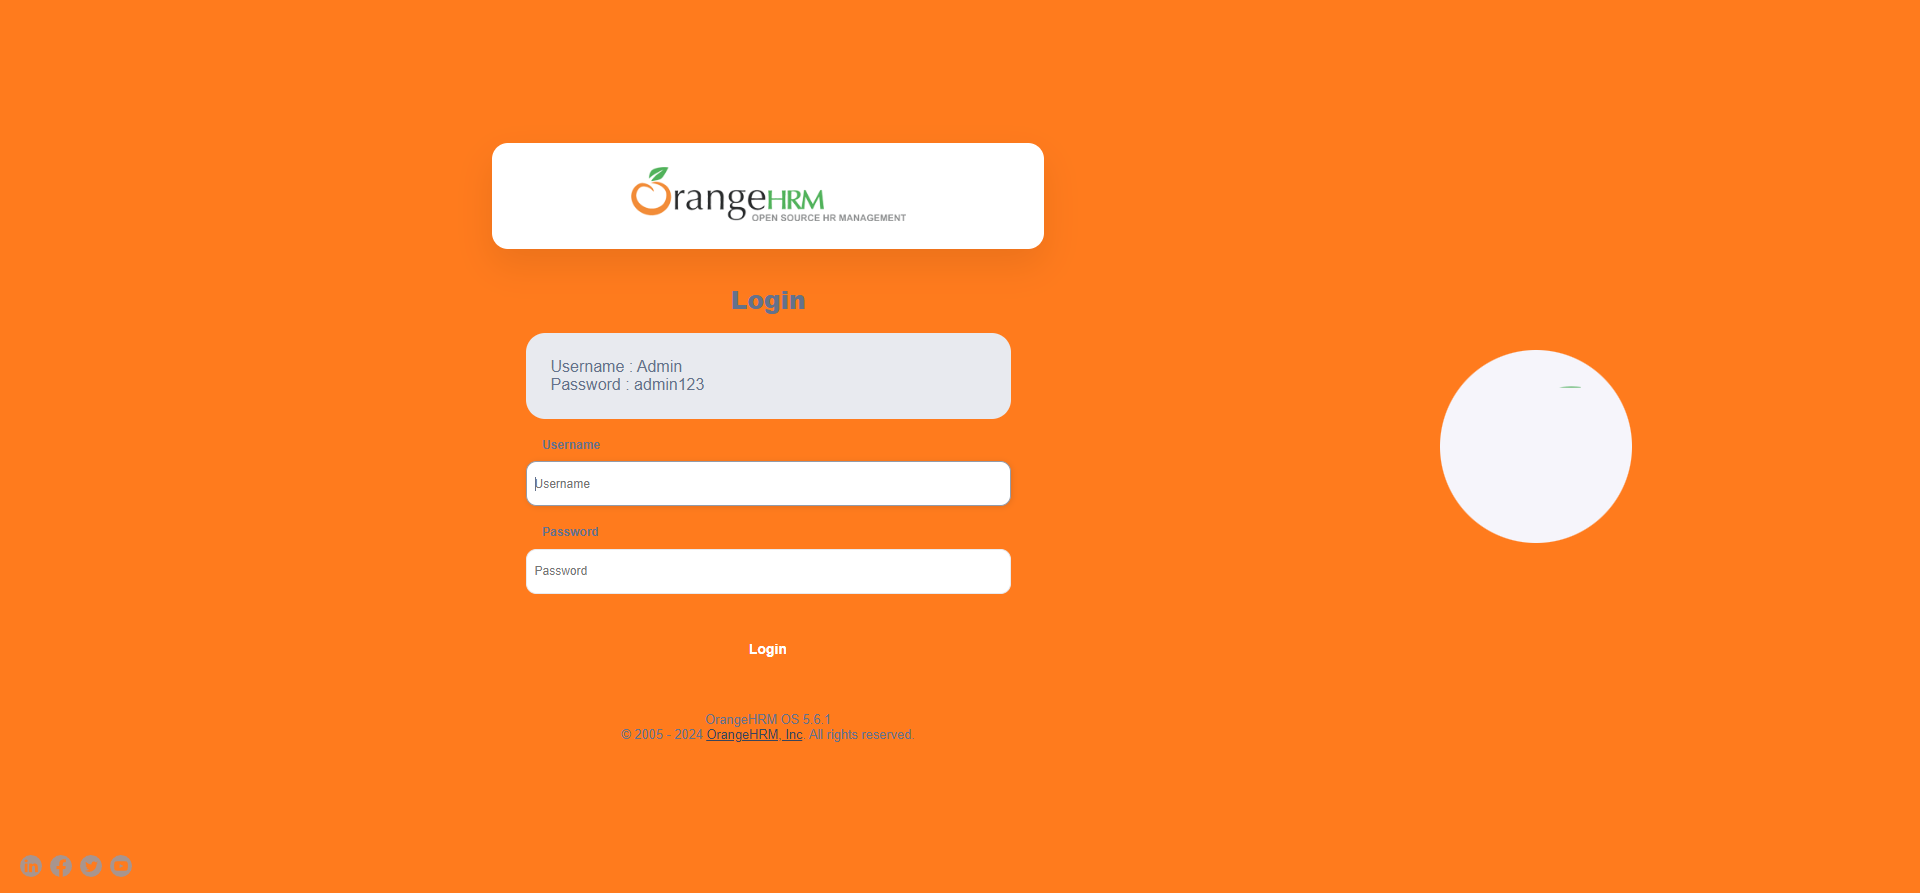 OrangeHRM
OPEN SOURCE HR MANAGEMENT
Login
Username : Admin
Password : admin123
Username
Username
Password
Password
Login
OrangeHRM OS 5.6.1
© 2005 - 2024 OrangeHRM, Inc. All rights reserved.